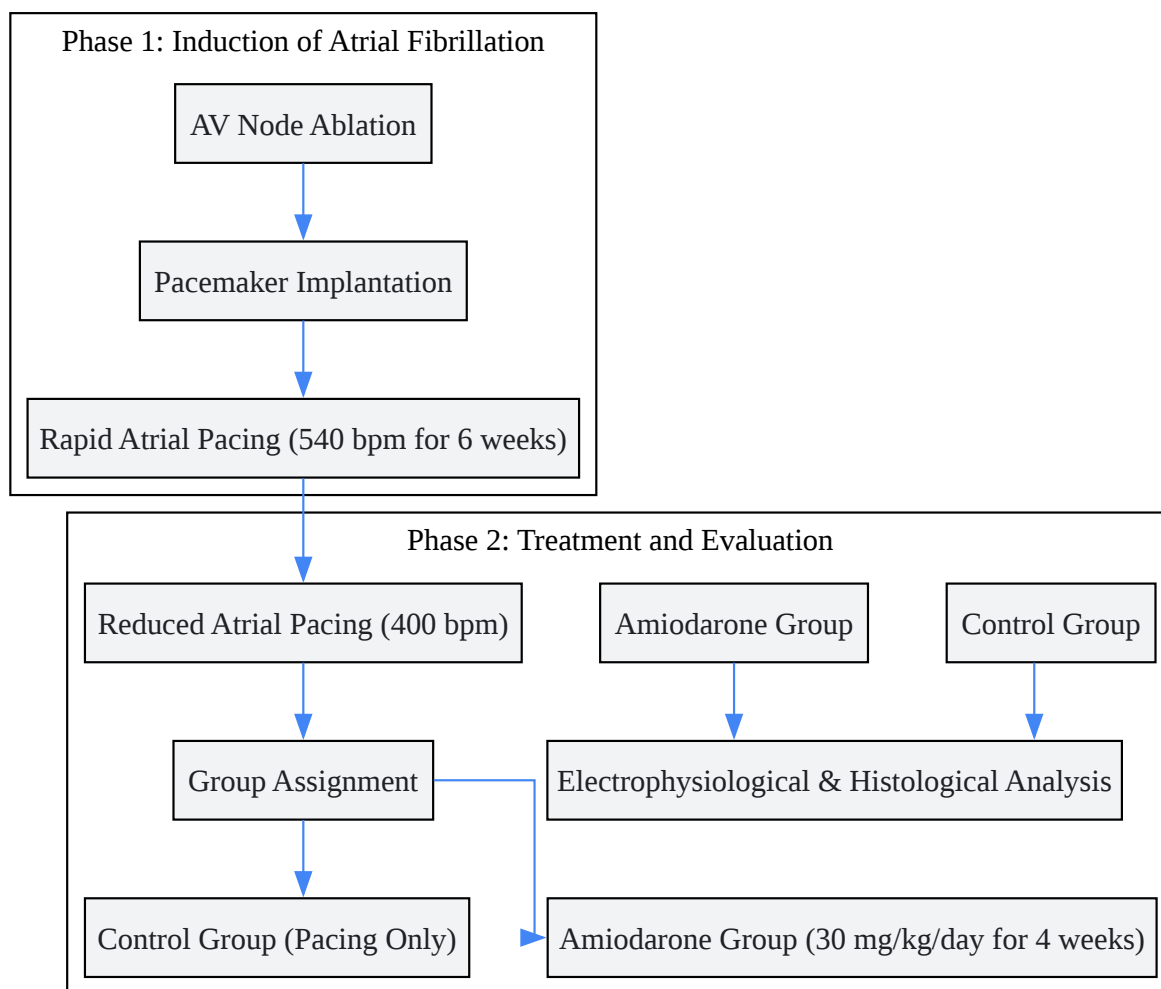 Phase 1: Induction of Atrial Fibrillation
AV Node Ablation
Pacemaker Implantation
Rapid Atrial Pacing (540 bpm for 6 weeks)
Phase 2: Treatment and Evaluation
Reduced Atrial Pacing (400 bpm)
Amiodarone Group
Control Group
Group Assignment
Electrophysiological & Histological Analysis
Control Group (Pacing Only)
Amiodarone Group (30 mg/kg/day for 4 weeks)